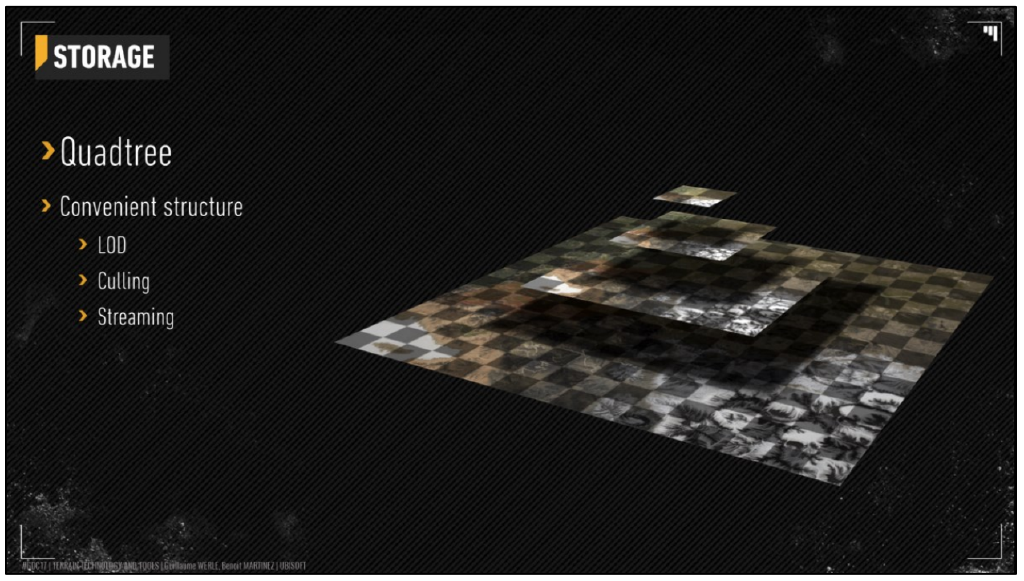 STORAGE
Quadtree
Convenient structure
LOD
Culling
Streaming
#GDC17 | TERRAIN TECHNOLOGY AND TOOLS | Guillaume WERLE, Benoit MARTINEZ | UBISOFT